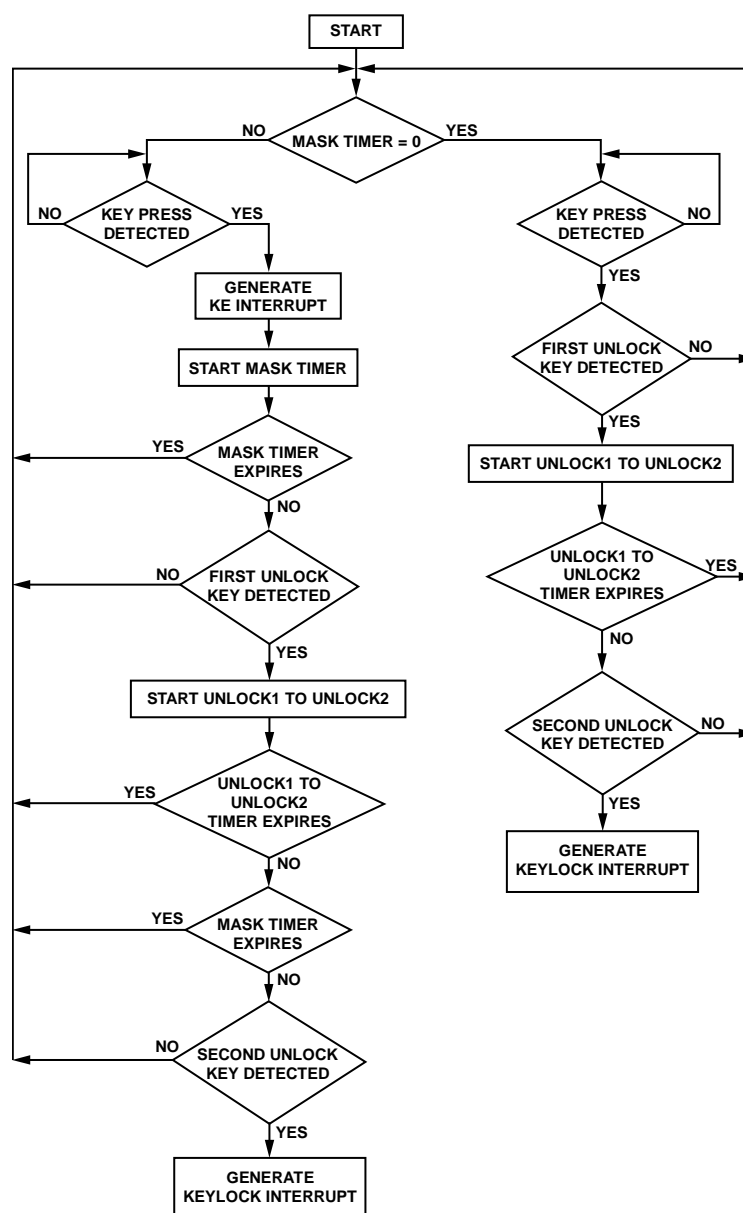 START
MASK TIMER = 0
NO
YES
KEY PRESS
DETECTED
NO
YES
GENERATE
KE INTERRUPT
START MASK TIMER
MASK TIMER
EXPIRES
YES
NO
FIRST UNLOCK
KEY DETECTED
NO
YES
START UNLOCK1 TO UNLOCK2
UNLOCK1 TO
UNLOCK2
TIMER EXPIRES
YES
NO
MASK TIMER
EXPIRES
YES
NO
SECOND UNLOCK
KEY DETECTED
NO
YES
GENERATE
KEYLOCK INTERRUPT
KEY PRESS
DETECTED
NO
YES
FIRST UNLOCK
KEY DETECTED
NO
YES
START UNLOCK1 TO UNLOCK2
UNLOCK1 TO
UNLOCK2
TIMER EXPIRES
YES
NO
SECOND UNLOCK
KEY DETECTED
NO
YES
GENERATE
KEYLOCK INTERRUPT